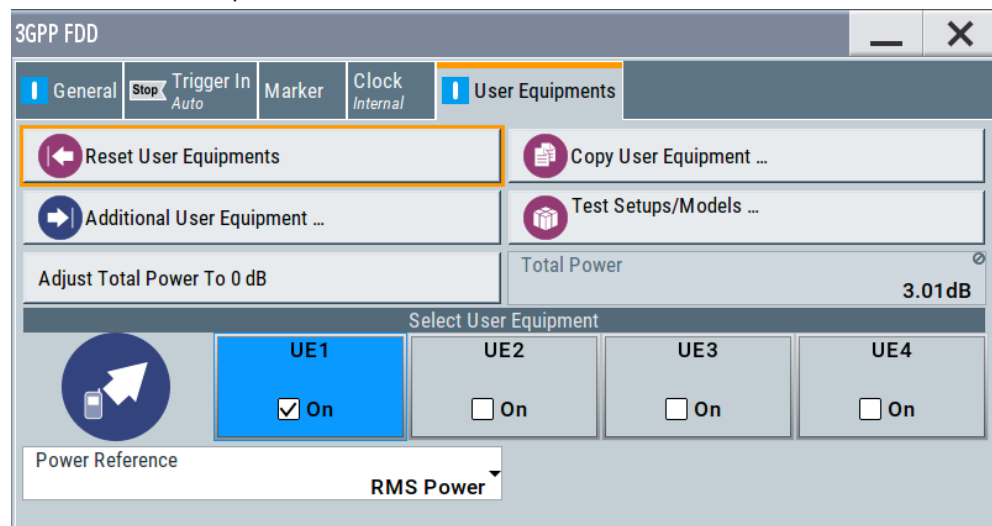 3GPP FDD
General
Stop
Trigger In
Auto
Marker
Clock
Internal
User Equipments
Reset User Equipments
Copy User Equipment ...
Additional User Equipment ...
Test Setups/Models ...
Adjust Total Power To 0 dB
Total Power
3.01dB
Select User Equipment
UE1
UE2
UE3
UE4
On
On
On
On
Power Reference
RMS Power